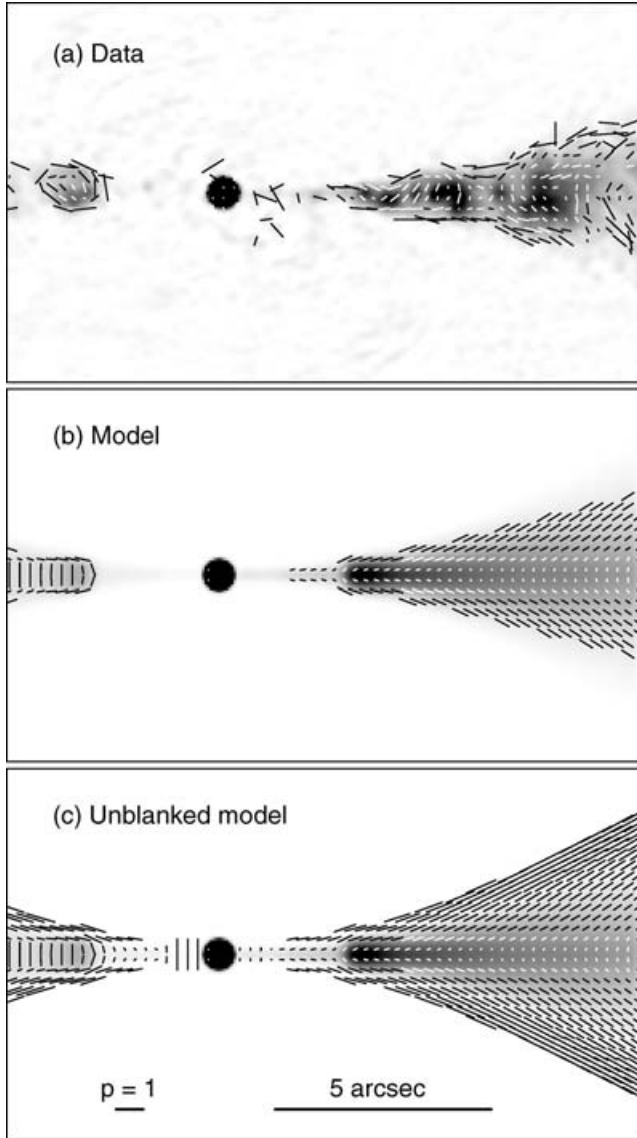 (a) Data
(b) Model
(c) Unblanked model
p = 1
5 arcsec